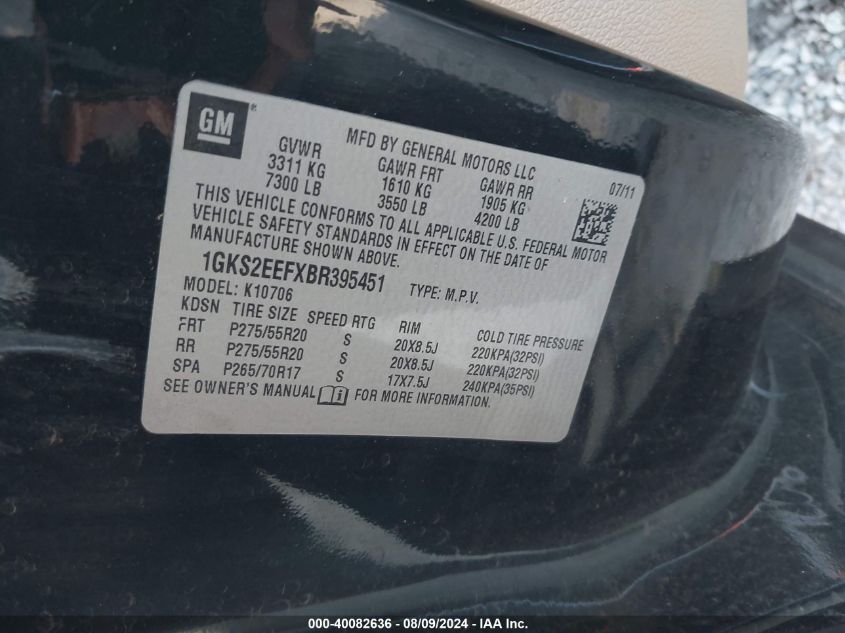 GM®
MFD BY GENERAL MOTORS LLC
07/11
GVWR GAWR FRT GAWR RR
3311 KG 1610 KG 1905 KG
7300 LB 3550 LB 4200 LB
THIS VEHICLE CONFORMS TO ALL APPLICABLE U.S. FEDERAL MOTOR
VEHICLE SAFETY STANDARDS IN EFFECT ON THE DATE OF
MANUFACTURE SHOWN ABOVE.
1GKS2EEFXBR395451 TYPE: M.P.V.
MODEL: K10706
KDSN TIRE SIZE SPEED RTG RIM COLD TIRE PRESSURE
FRT P275/55R20 S 20X8.5J 220KPA(32PSI)
RR P275/55R20 S 20X8.5J 220KPA(32PSI)
SPA P265/70R17 S 17X7.5J 240KPA(35PSI)
SEE OWNER'S MANUAL FOR MORE INFORMATION.
000-40082636 - 08/09/2024 - IAA Inc.